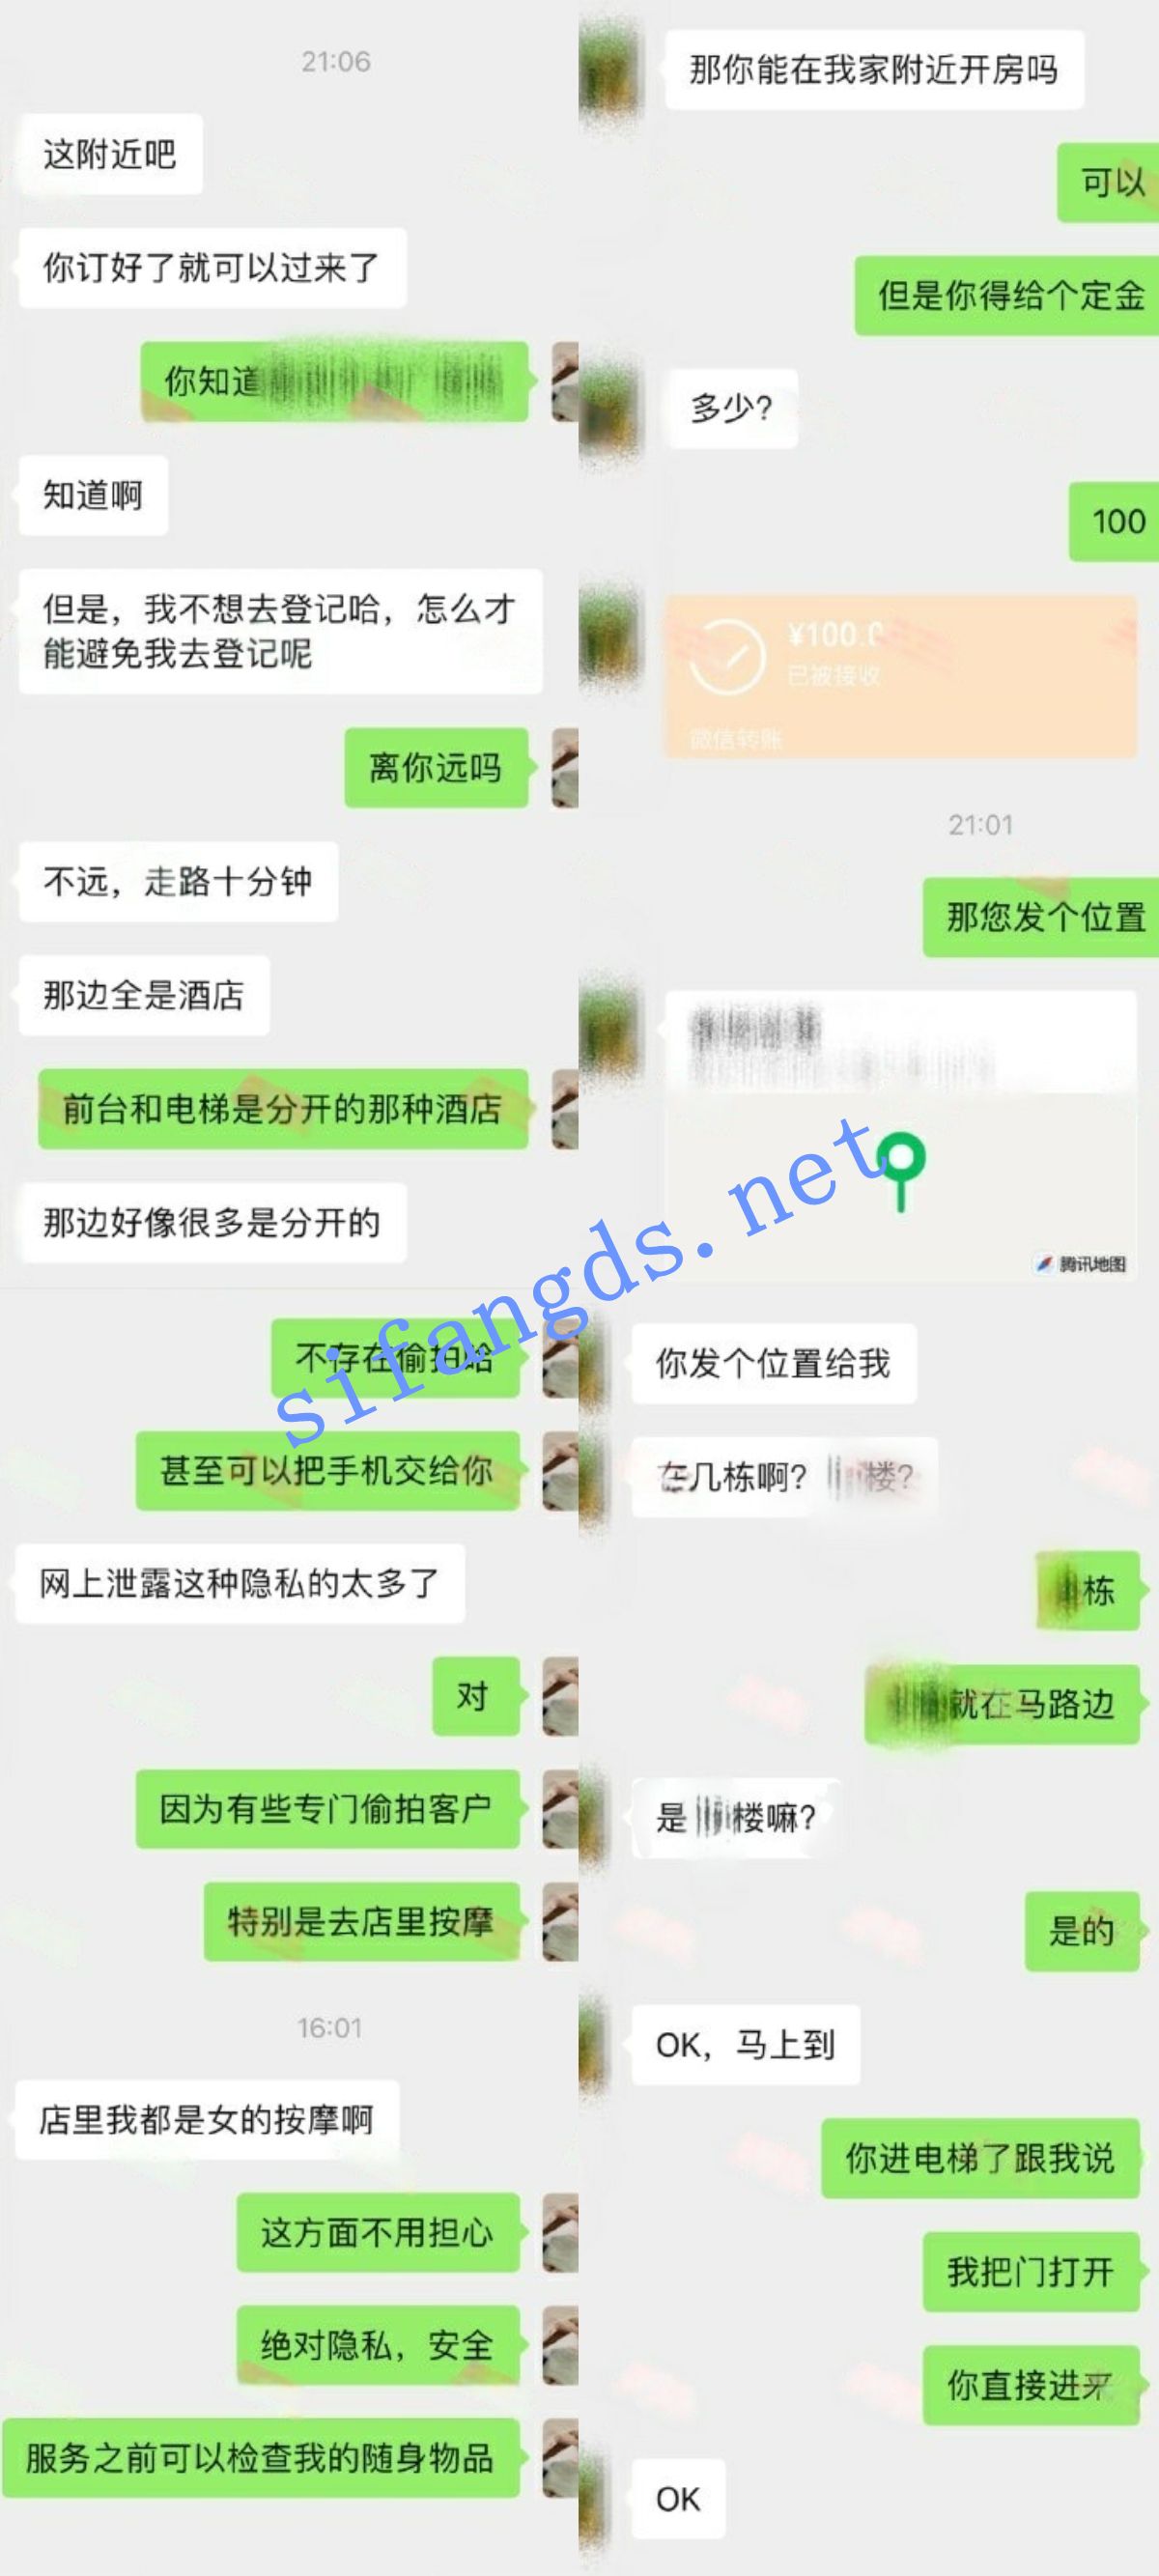 21:06
这附近吧
你订好了就可以过来了
你知道
知道啊
但是，我不想去登记哈，怎么才
能避免我去登记呢
离你远吗
不远，走路十分钟
那边全是酒店
前台和电梯是分开的那种酒店
那边好像很多是分开的
那你能在我家附近开房吗
可以
但是你得给个定金
多少?
100
¥100.0
已被接收
微信转账
21:01
那您发个位置
腾讯地图
不存在偷拍哈
甚至可以把手机交给你
网上泄露这种隐私的太多了
对
因为有些专门偷拍客户
特别是去店里按摩
16:01
店里我都是女的按摩啊
这方面不用担心
绝对隐私，安全
服务之前可以检查我的随身物品
你发个位置给我
在几栋啊? 楼?
栋
就在马路边
是 楼嘛?
是的
OK，马上到
你进电梯了跟我说
我把门打开
你直接进来
OK
sifangds.net